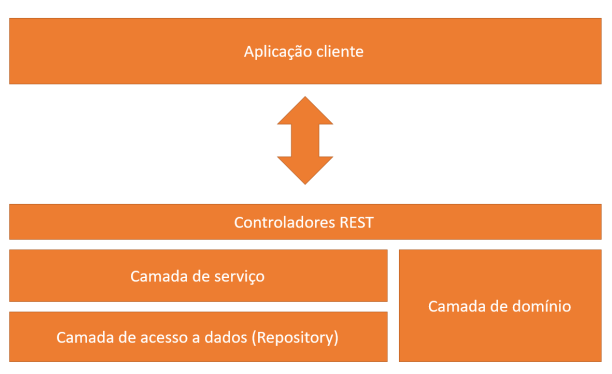 Aplicação cliente
Controladores REST
Camada de serviço
Camada de domínio
Camada de acesso a dados (Repository)